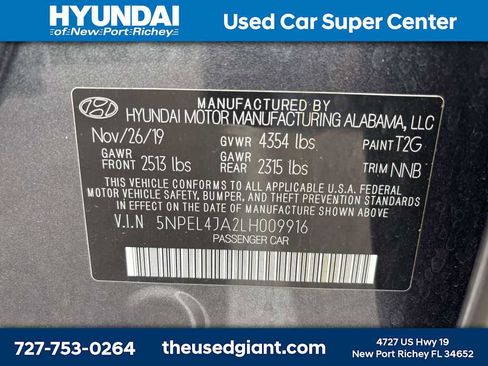 HYUNDAI
of New Port Richey
Used Car Super Center
MANUFACTURED BY
HYUNDAI MOTOR MANUFACTURING ALABAMA, LLC
Nov/26/19 GVWR 4354 lbs PAINT T2G
GAWR FRONT 2513 lbs GAWR REAR 2315 lbs TRIM NNB
THIS VEHICLE CONFORMS TO ALL APPLICABLE U.S.A. FEDERAL
MOTOR VEHICLE SAFETY, BUMPER, AND THEFT PREVENTION STANDARDS
IN EFFECT ON THE DATE OF MANUFACTURE SHOWN ABOVE.
V.I.N 5NPEL4JA2LH009916
PASSENGER CAR
727-753-0264
theusedgiant.com
4727 US Hwy 19
New Port Richey FL 34652